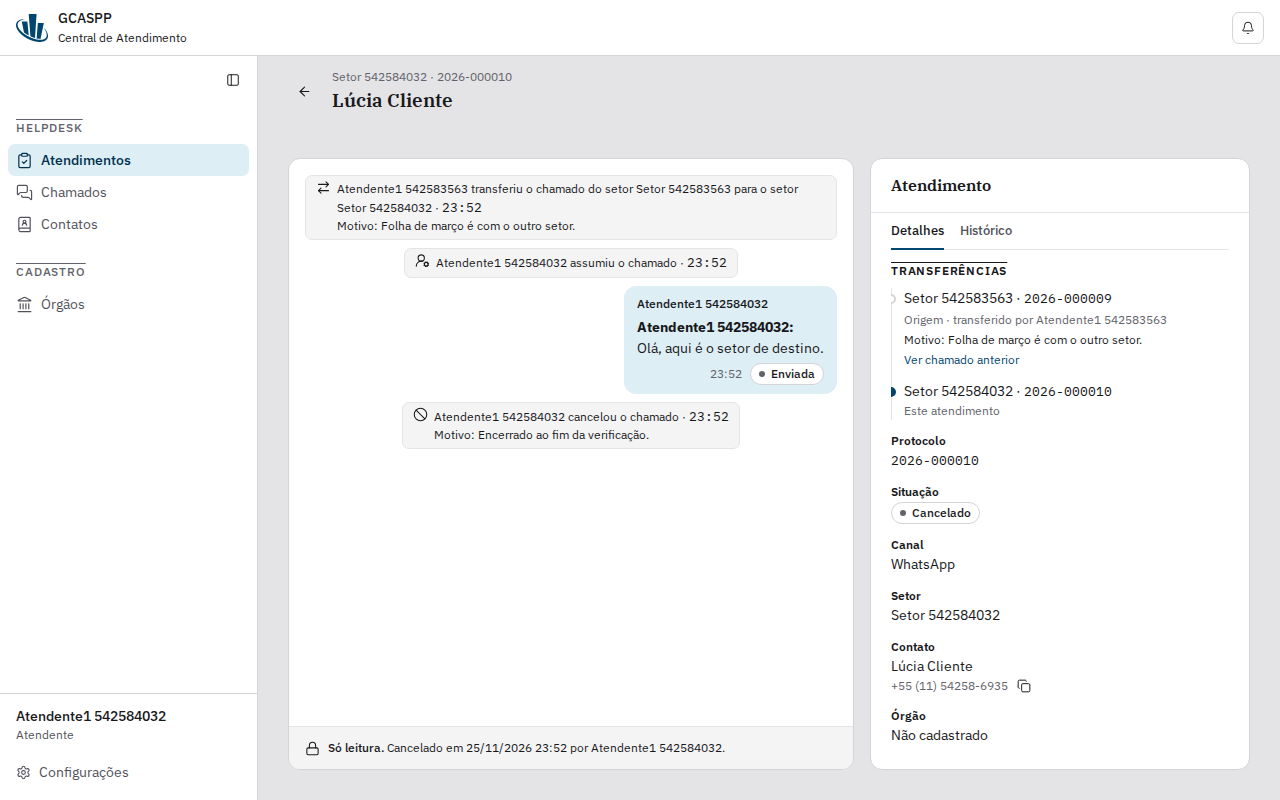 GCASPP
Central de Atendimento
HELPDESK
Atendimentos
Chamados
Contatos
CADASTRO
Órgãos
Atendente1 542584032
Atendente
Configurações
Setor 542584032 · 2026-000010
Lúcia Cliente
Atendente1 542583563 transferiu o chamado do setor Setor 542583563 para o setor
Setor 542584032 · 23:52
Motivo: Folha de março é com o outro setor.
Atendente1 542584032 assumiu o chamado · 23:52
Atendente1 542584032
Atendente1 542584032:
Olá, aqui é o setor de destino.
23:52 Enviada
Atendente1 542584032 cancelou o chamado · 23:52
Motivo: Encerrado ao fim da verificação.
Só leitura. Cancelado em 25/11/2026 23:52 por Atendente1 542584032.
Atendimento
Detalhes Histórico
TRANSFERÊNCIAS
Setor 542583563 · 2026-000009
Origem · transferido por Atendente1 542583563
Motivo: Folha de março é com o outro setor.
Ver chamado anterior
Setor 542584032 · 2026-000010
Este atendimento
Protocolo
2026-000010
Situação
Cancelado
Canal
WhatsApp
Setor
Setor 542584032
Contato
Lúcia Cliente
+55 (11) 54258-6935
Órgão
Não cadastrado